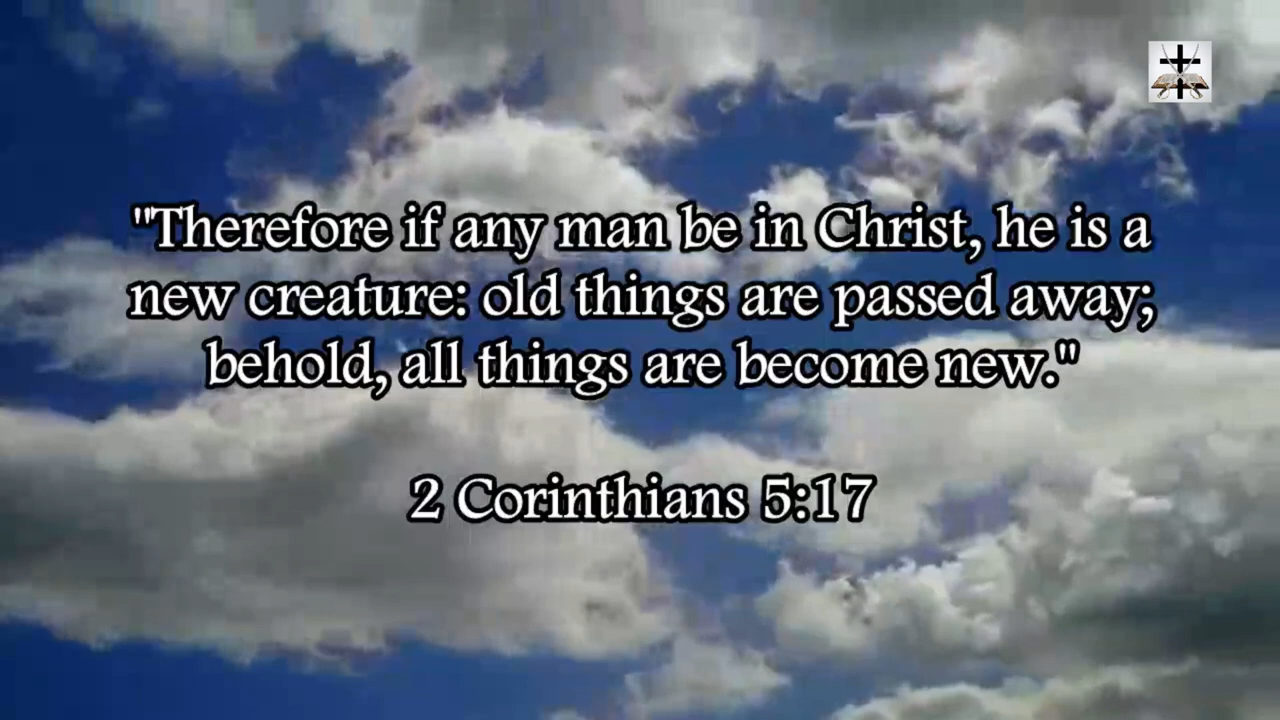 "Therefore if any man be in Christ, he is a
new creature: old things are passed away;
behold, all things are become new."
2 Corinthians 5:17